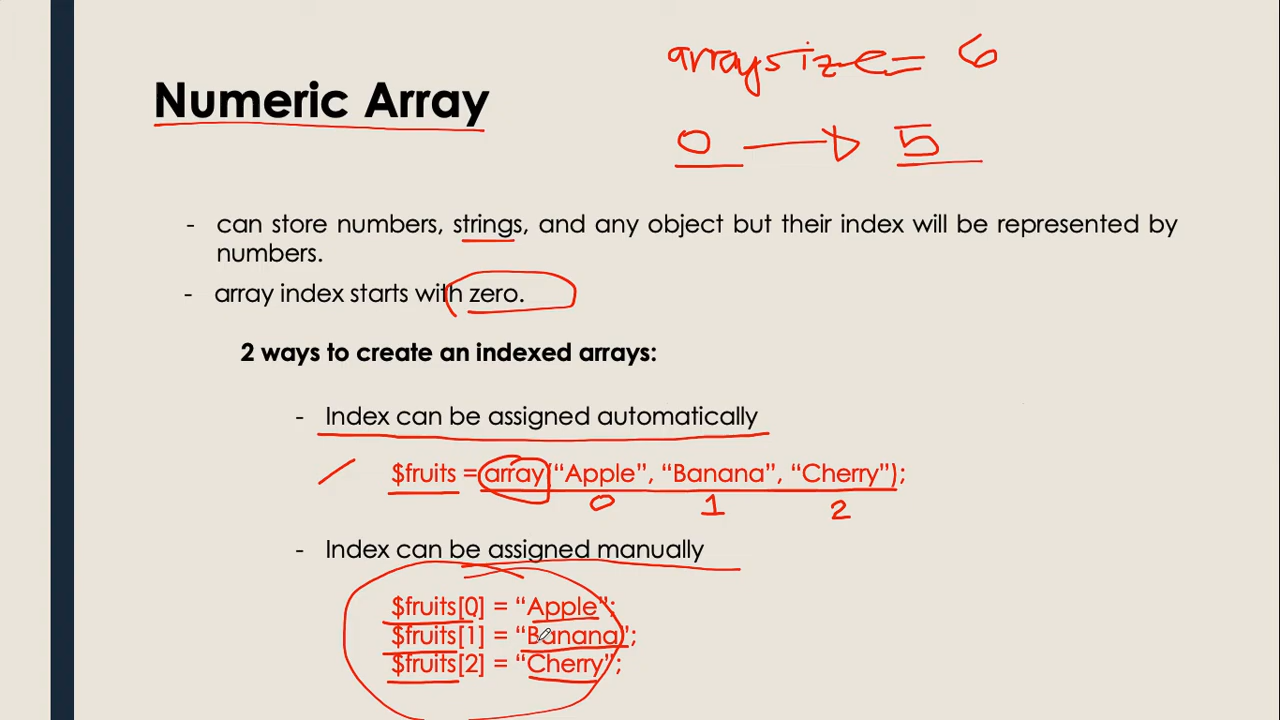 arraysize = 6
Numeric Array
0 → 5
- can store numbers, strings, and any object but their index will be represented by
numbers.
- array index starts with zero.
2 ways to create an indexed arrays:
- Index can be assigned automatically
$fruits = array(“Apple”, “Banana”, “Cherry”);
0 1 2
- Index can be assigned manually
$fruits[0] = “Apple”;
$fruits[1] = “Banana”;
$fruits[2] = “Cherry”;